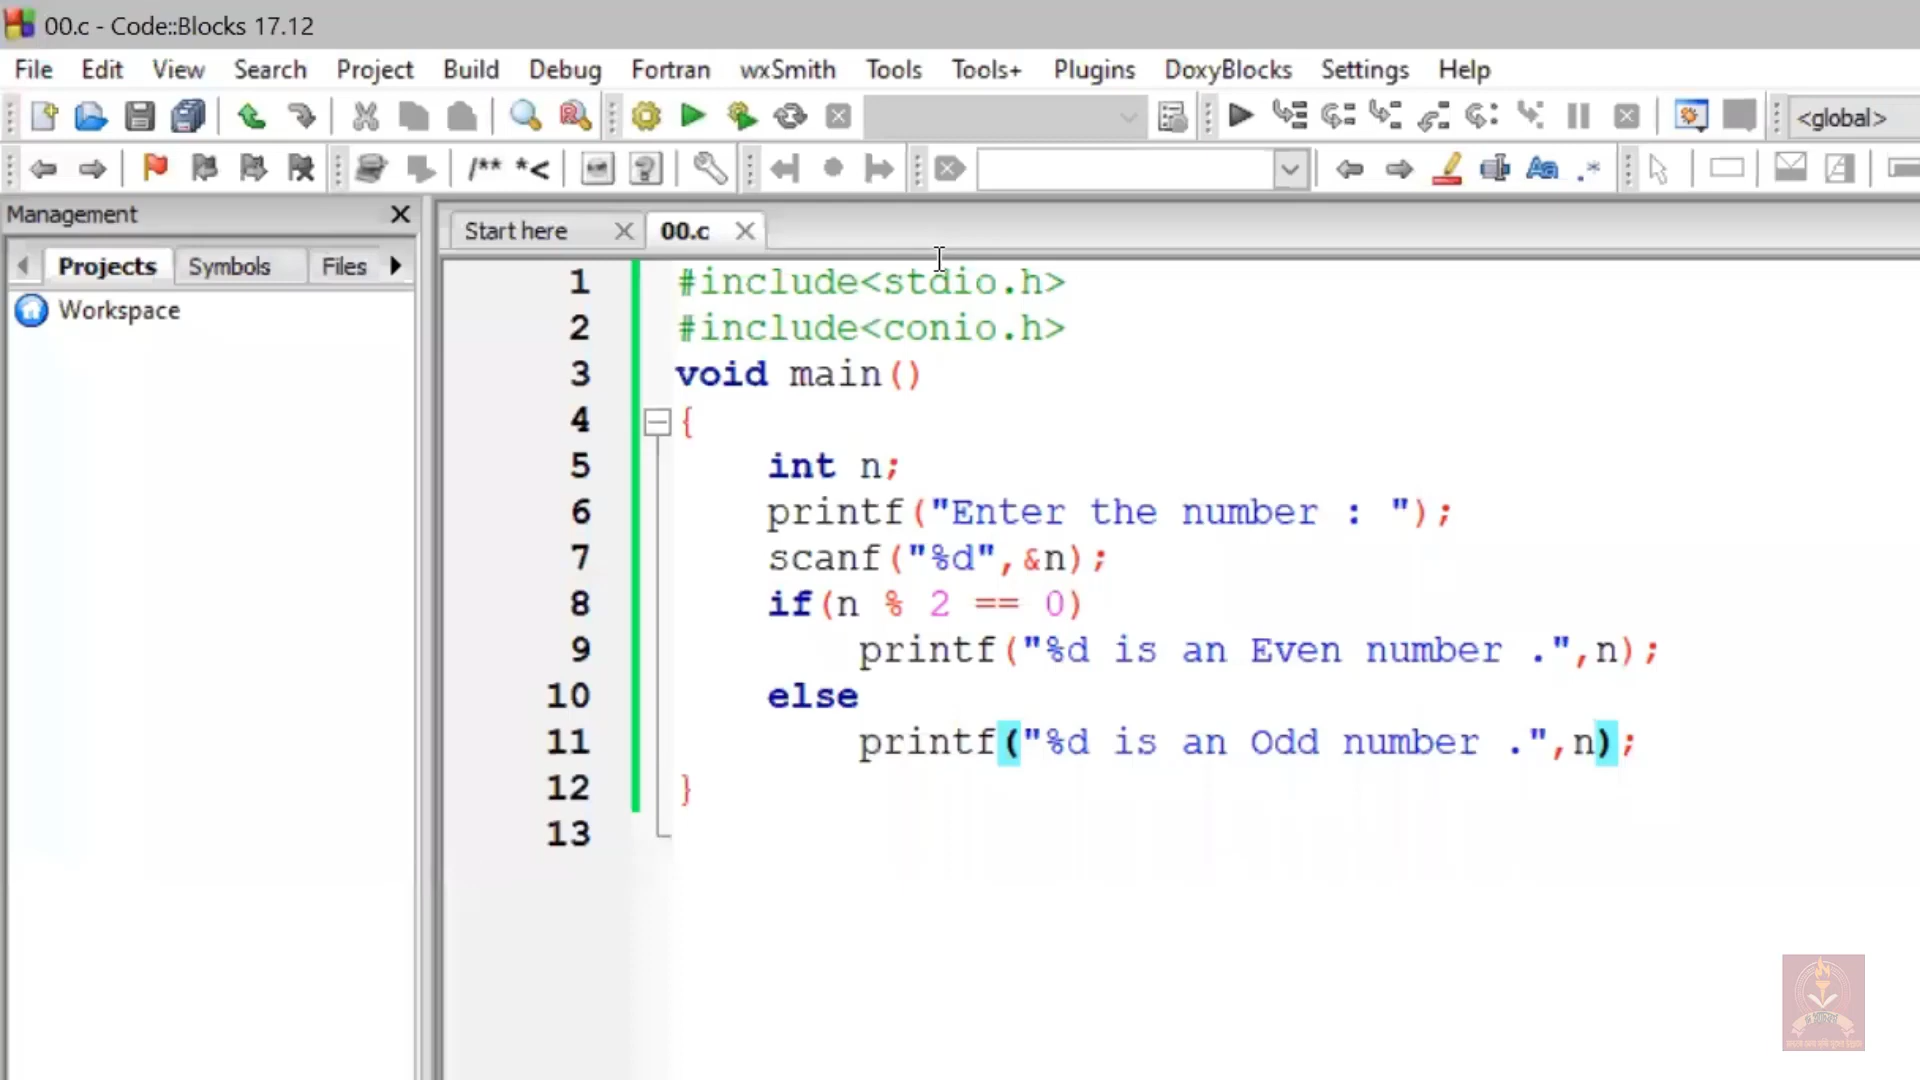 00.c - Code::Blocks 17.12
File Edit View Search Project Build Debug Fortran wxSmith Tools Tools+ Plugins DoxyBlocks Settings Help
<global>
/** *<
Aa .*
Management
Projects Symbols Files
Workspace
Start here 00.c
1 #include<stdio.h>
2 #include<conio.h>
3 void main()
4 {
5 int n;
6 printf("Enter the number : ");
7 scanf("%d",&n);
8 if(n % 2 == 0)
9 printf("%d is an Even number .",n);
10 else
11 printf("%d is an Odd number .",n);
12 }
13